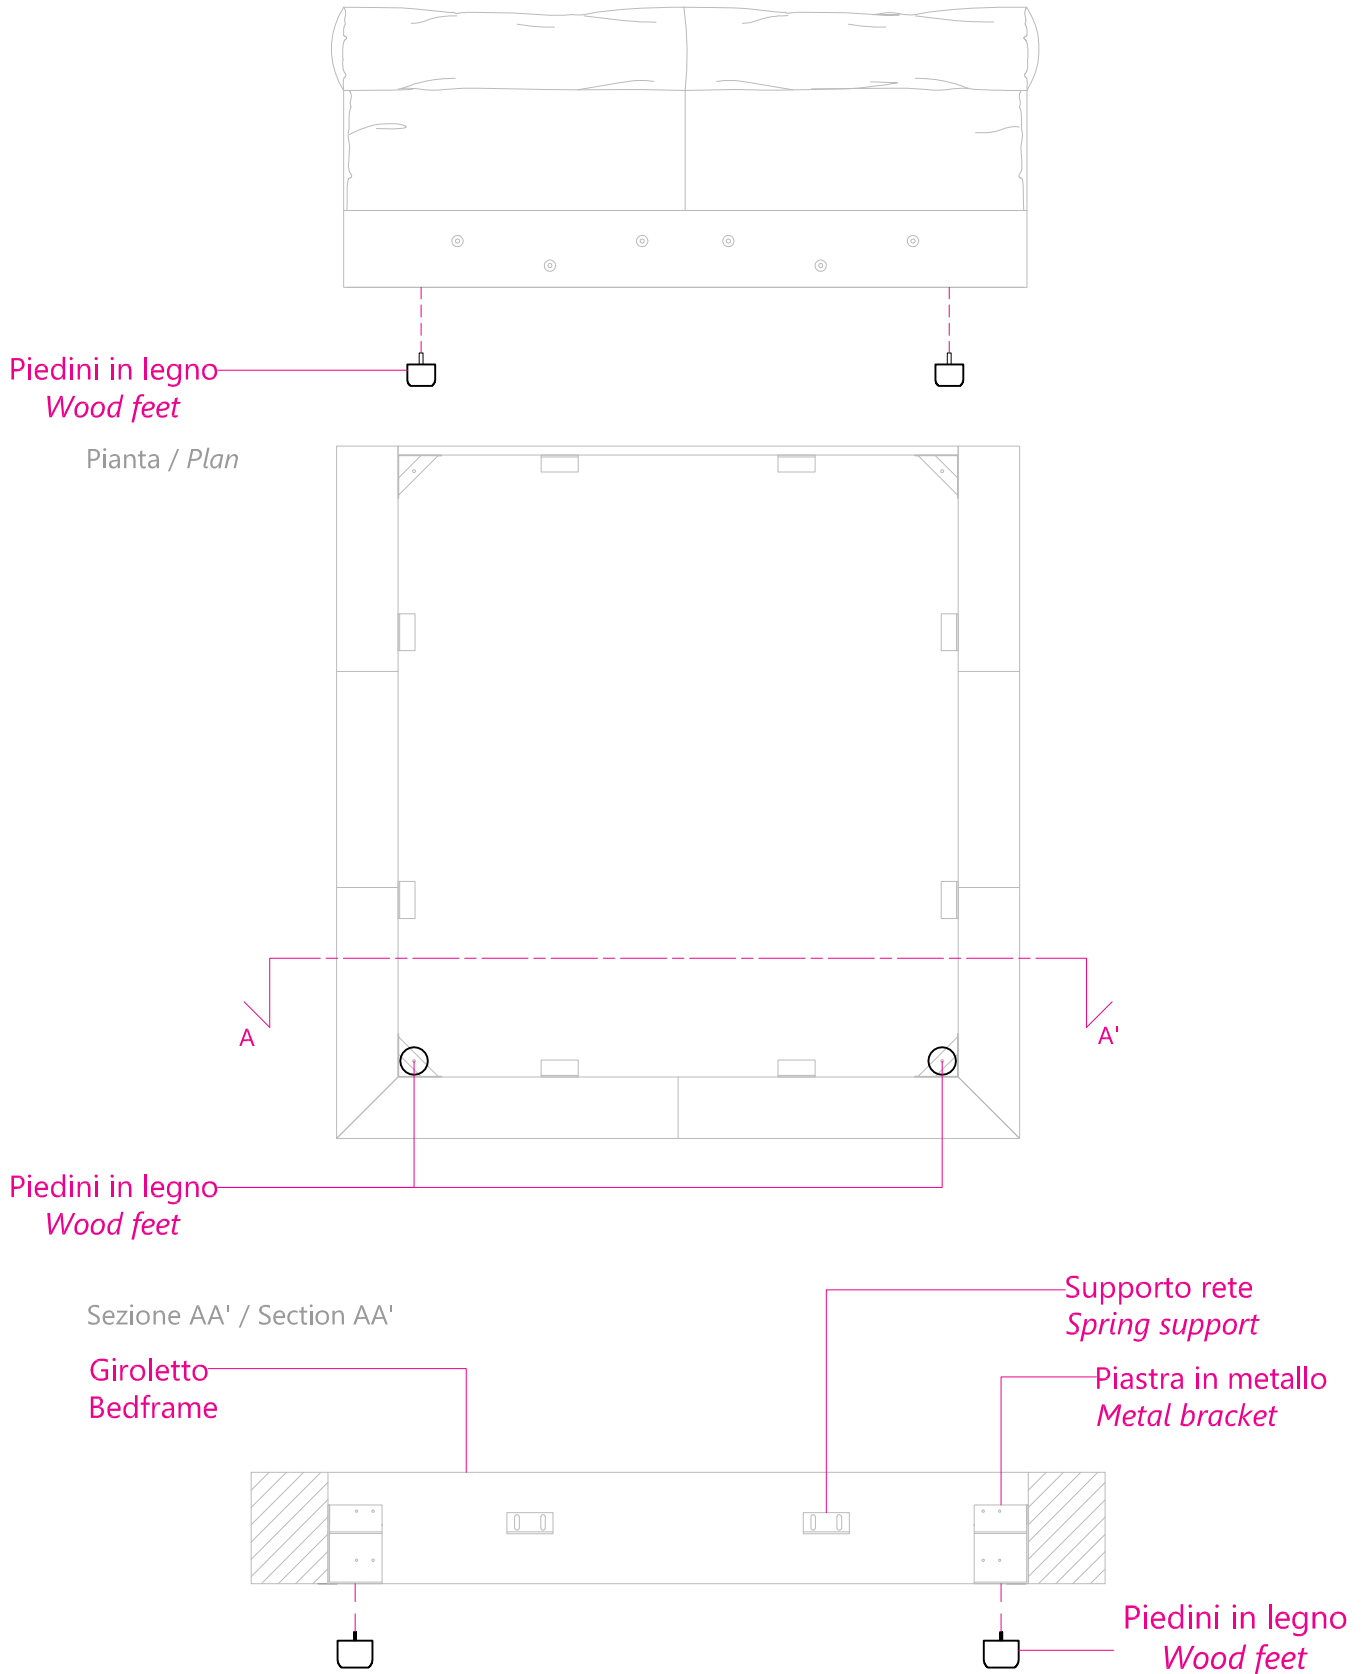 Piedini in legno
Wood feet
Pianta / Plan
A
A'
Piedini in legno
Wood feet
Supporto rete
Spring support
Sezione AA' / Section AA'
Giroletto
Bedframe
Piastra in metallo
Metal bracket
Piedini in legno
Wood feet